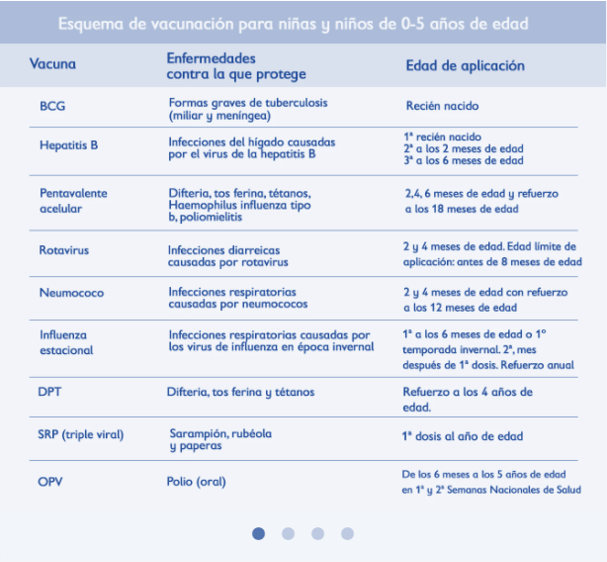 Esquema de vacunación para niñas y niños de 0-5 años de edad
Vacuna
Enfermedades
contra la que protege
Edad de aplicación
BCG
Formas graves de tuberculosis
(miliar y meníngea)
Recién nacido
Hepatitis B
Infecciones del hígado causadas
por el virus de la hepatitis B
1ª recién nacido
2ª a los 2 meses de edad
3ª a los 6 meses de edad
Pentavalente
acelular
Difteria, tos ferina, tétanos,
Haemophilus influenza tipo
b, poliomielitis
2,4, 6 meses de edad y refuerzo
a los 18 meses de edad
Rotavirus
Infecciones diarreicas
causadas por rotavirus
2 y 4 meses de edad. Edad límite de
aplicación: antes de 8 meses de edad
Neumococo
Infecciones respiratorias
causadas por neumococos
2 y 4 meses de edad con refuerzo
a los 12 meses de edad
Influenza
estacional
Infecciones respiratorias causadas por
los virus de influenza en época invernal
1ª a los 6 meses de edad o 1º
temporada invernal. 2ª, mes
después de 1ª dosis. Refuerzo anual
DPT
Difteria, tos ferina y tétanos
Refuerzo a los 4 años de
edad.
SRP (triple viral)
Sarampión, rubéola
y paperas
1ª dosis al año de edad
OPV
Polio (oral)
De los 6 meses a los 5 años de edad
en 1ª y 2ª Semanas Nacionales de Salud